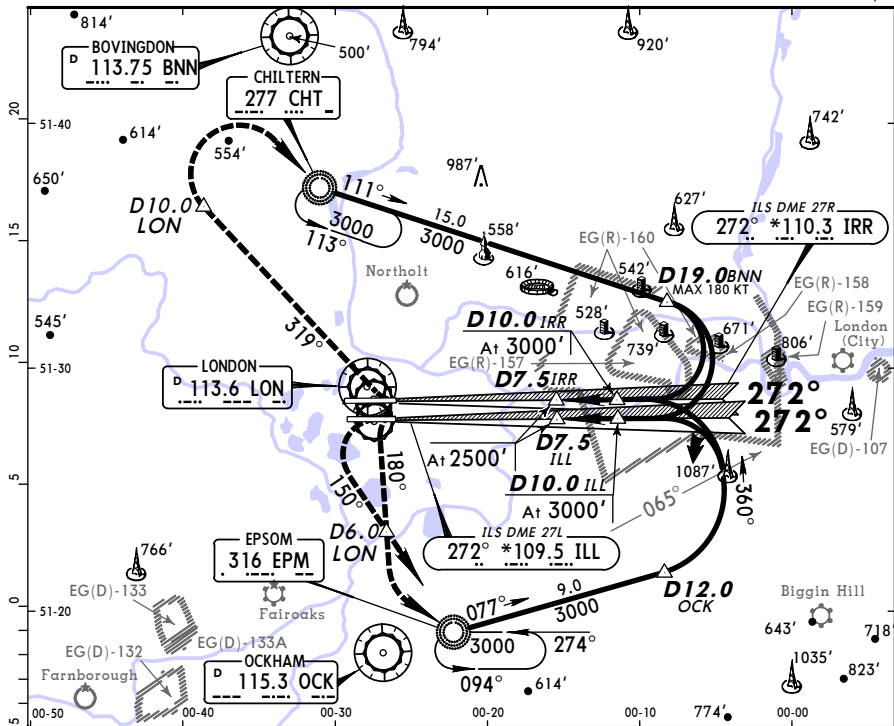 814'
BOVINGDON
D 113.75 BNN
500'
794'
920'
CHILTERN
277 CHT
742'
20
51-40
614'
554'
987'
650'
111°
15.0
3000
3000
113°
558'
627'
ILS DME 27R
272° *110.3 IRR
D10.0
LON
15
Northolt
616'
EG(R)-160
542'
D19.0 BNN
MAX 180 KT
EG(R)-158
EG(R)-159
London
(City)
545'
319°
D10.0 IRR
At 3000'
528'
739'
671'
806'
10
51-30
EG(R)-157
LONDON
D 113.6 LON
D7.5 IRR
272°
272°
579'
EG(D)-107
At 2500'
D7.5
ILL
1087'
D10.0 ILL
At 3000'
065°
360°
5
180°
150°
D6.0
LON
ILS DME 27L
272° *109.5 ILL
EPSOM
316 EPM
766'
EG(D)-133
Fairoaks
077°
9.0
3000
D12.0
OCK
Biggin Hill
0
51-20
643'
718'
3000
274°
094°
EG(D)-133A
EG(D)-132
Farnborough
OCKHAM
D 115.3 OCK
614'
1035'
823'
774'
5
5
00-50
00-40
00-30
00-20
00-10
00-00